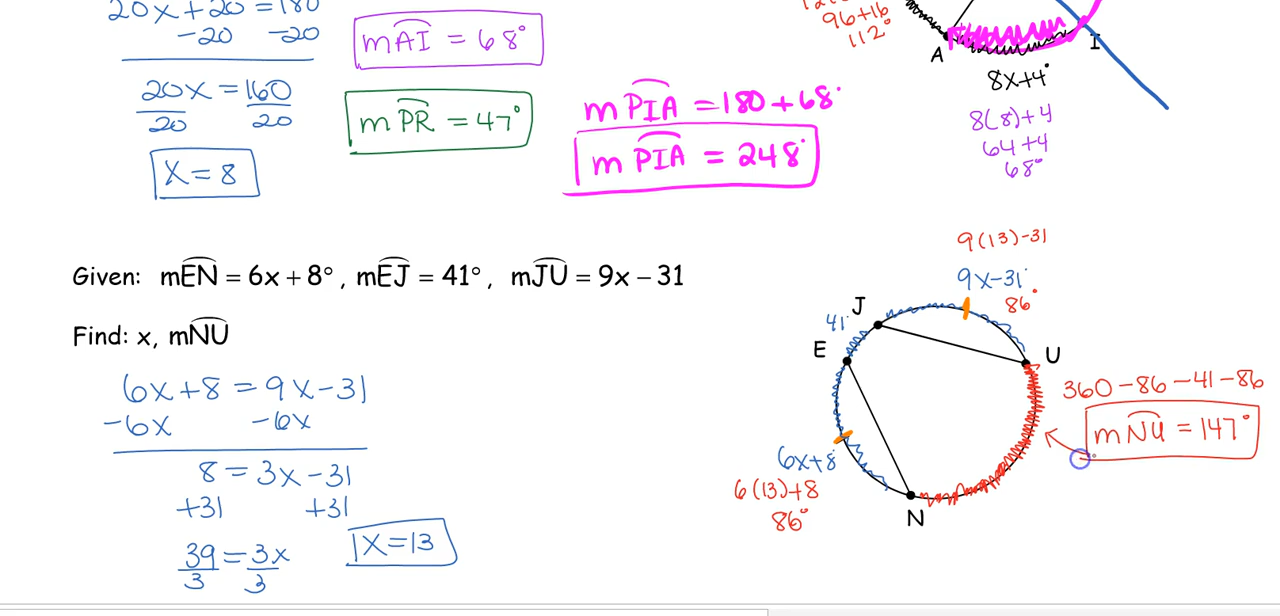 20x+20 = 180
-20 -20
20x = 160
20 20
x = 8
mAI = 68°
mPR = 47°
mPIA = 180+68°
mPIA = 248°
96+16
112°
A
I
8x+4°
8(8)+4
64+4
68°
Given: mEN = 6x + 8°, mEJ = 41°, mJU = 9x − 31
Find: x, mNU
6x+8 = 9x-31
-6x -6x
8 = 3x-31
+31 +31
39 = 3x
3 3
x=13
9(13)-31
9x-31°
86°
J
41°
E
U
360-86-41-86
mNU = 147°
6x+8°
6(13)+8
86°
N